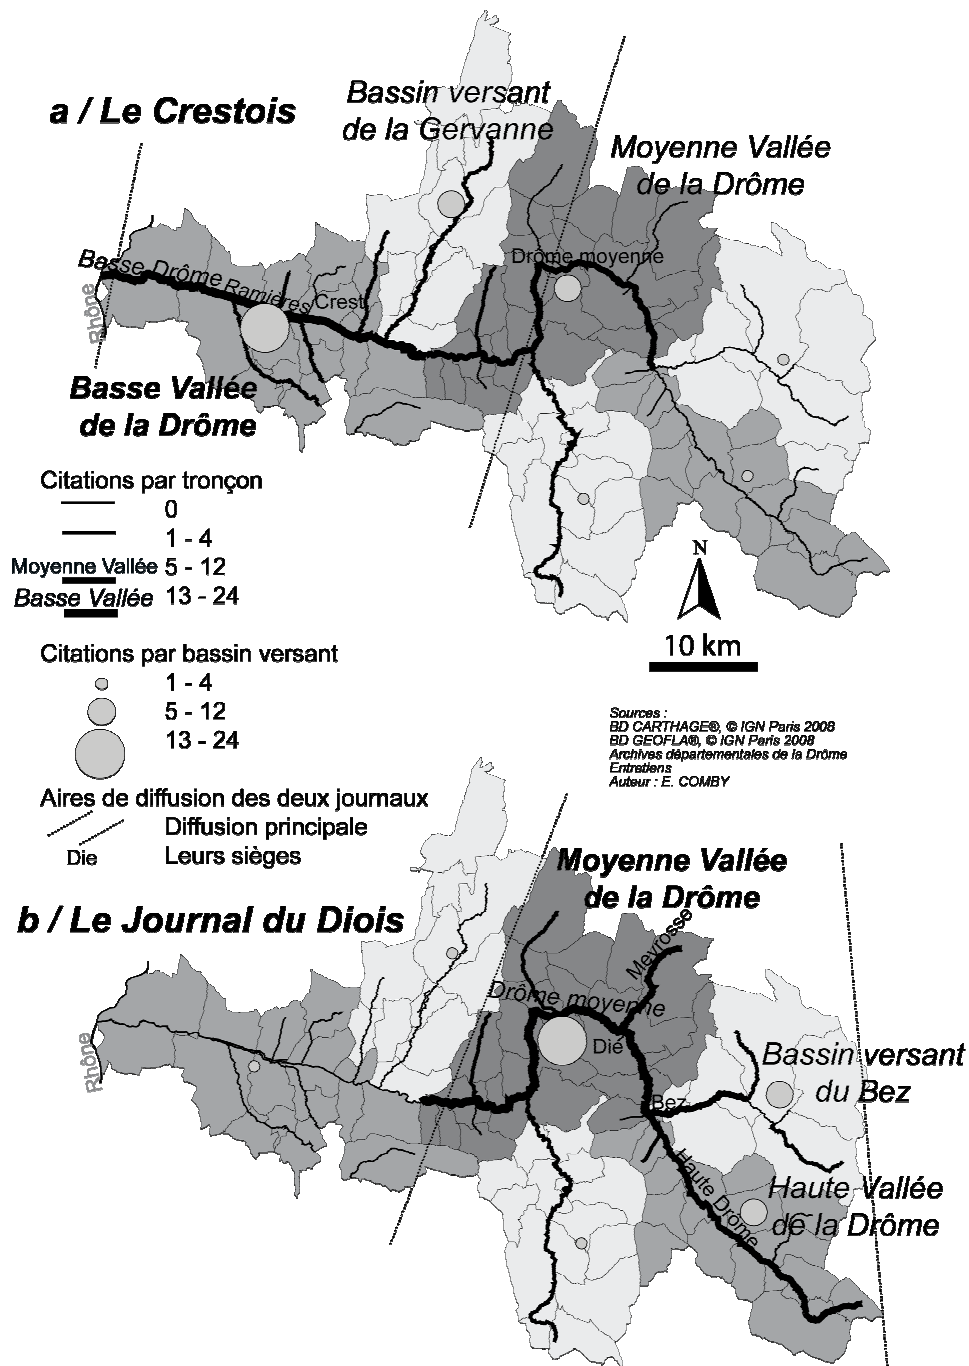 a / Le Crestois
Bassin versant
de la Gervanne
Moyenne Vallée
de la Drôme
Drôme moyenne
Basse Drôme
Ramières
Crest
Rhône
Basse Vallée
de la Drôme
Citations par tronçon
0
1 - 4
Moyenne Vallée 5 - 12
Basse Vallée 13 - 24
N
10 km
Citations par bassin versant
1 - 4
5 - 12
13 - 24
Sources :
BD CARTHAGE®, © IGN Paris 2008
BD GEOFLA®, © IGN Paris 2008
Archives départementales de la Drôme
Entretiens
Auteur : E. COMBY
Aires de diffusion des deux journaux
Diffusion principale
Die Leurs sièges
b / Le Journal du Diois
Moyenne Vallée
de la Drôme
Meyrosse
Drôme moyenne
Die
Rhône
Bassin versant
du Bez
Bez
Haute Drôme
Haute Vallée
de la Drôme